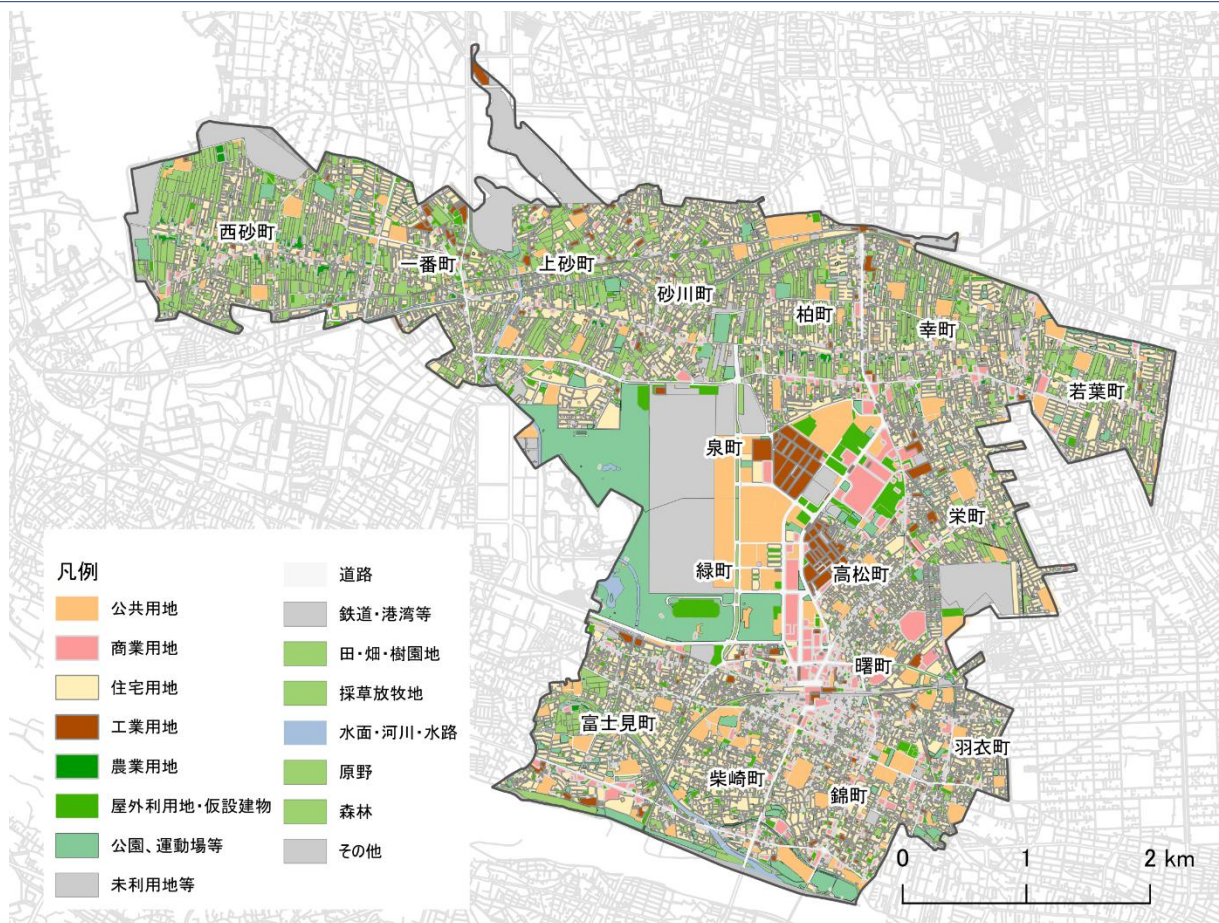 西砂町
一番町
上砂町
砂川町
柏町
幸町
若葉町
泉町
栄町
緑町
高松町
曙町
富士見町
羽衣町
柴崎町
錦町
凡例
公共用地
商業用地
住宅用地
工業用地
農業用地
屋外利用地・仮設建物
公園、運動場等
未利用地等
道路
鉄道・港湾等
田・畑・樹園地
採草放牧地
水面・河川・水路
原野
森林
その他
0 1 2 km